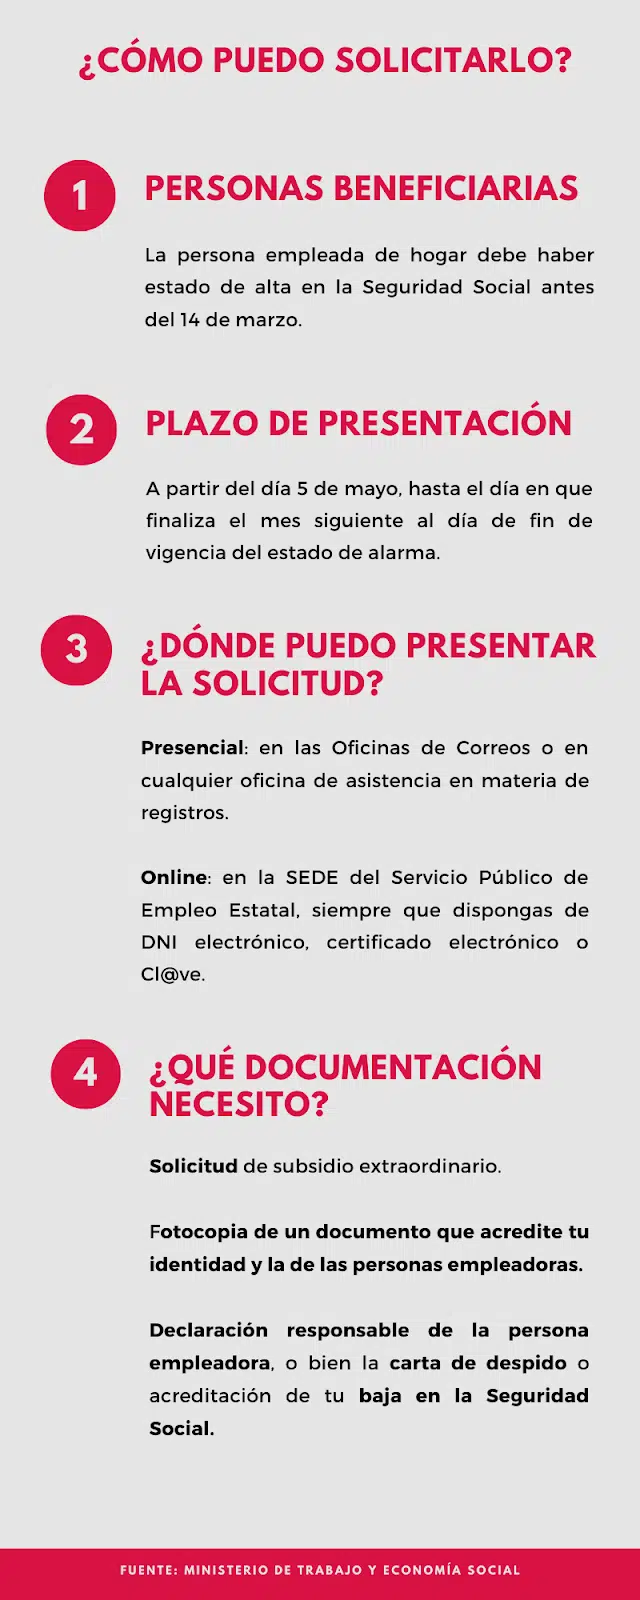 ¿CÓMO PUEDO SOLICITARLO?
1
PERSONAS BENEFICIARIAS
La persona empleada de hogar debe haber
estado de alta en la Seguridad Social antes
del 14 de marzo.
2
PLAZO DE PRESENTACIÓN
A partir del día 5 de mayo, hasta el día en que
finaliza el mes siguiente al día de fin de
vigencia del estado de alarma.
3
¿DÓNDE PUEDO PRESENTAR
LA SOLICITUD?
Presencial: en las Oficinas de Correos o en
cualquier oficina de asistencia en materia de
registros.
Online: en la SEDE del Servicio Público de
Empleo Estatal, siempre que dispongas de
DNI electrónico, certificado electrónico o
Cl@ve.
4
¿QUÉ DOCUMENTACIÓN
NECESITO?
Solicitud de subsidio extraordinario.
Fotocopia de un documento que acredite tu
identidad y la de las personas empleadoras.
Declaración responsable de la persona
empleadora, o bien la carta de despido o
acreditación de tu baja en la Seguridad
Social.
FUENTE: MINISTERIO DE TRABAJO Y ECONOMÍA SOCIAL